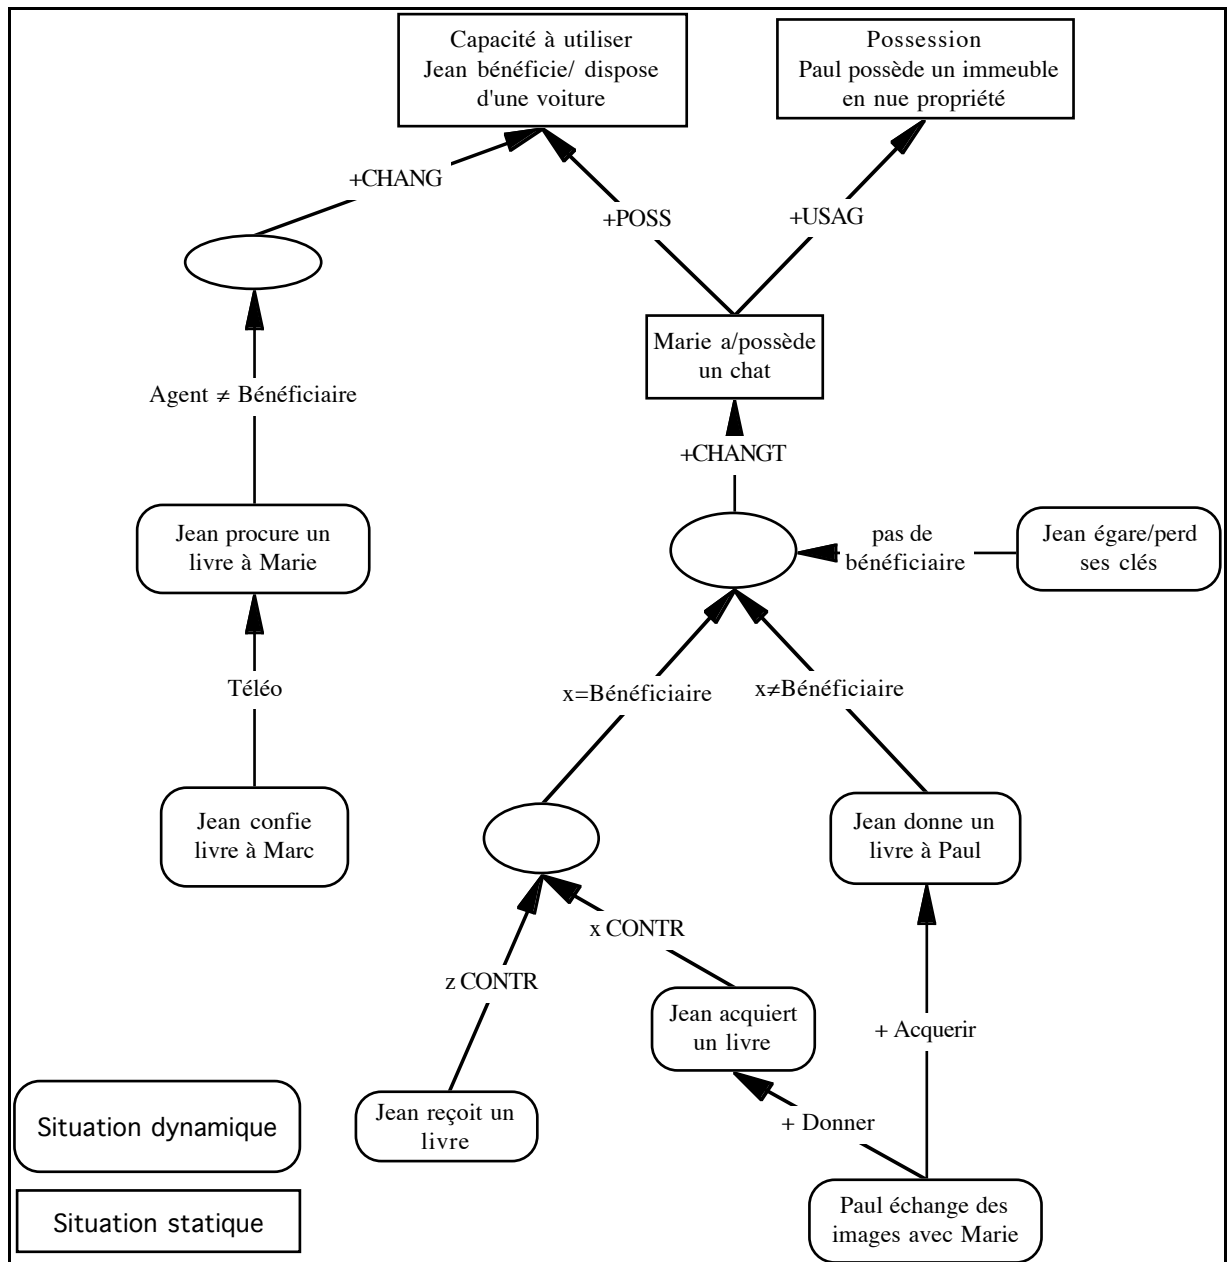 Capacité à utiliser
Jean bénéficie/ dispose
d'une voiture
Possession
Paul possède un immeuble
en nue propriété
+CHANG
+POSS
+USAG
Marie a/possède
un chat
Agent ≠ Bénéficiaire
+CHANGT
Jean procure un
livre à Marie
pas de
bénéficiaire
Jean égare/perd
ses clés
Téléo
x=Bénéficiaire
x≠Bénéficiaire
Jean confie
livre à Marc
Jean donne un
livre à Paul
x CONTR
z CONTR
Jean acquiert
un livre
+ Acquerir
Jean reçoit un
livre
+ Donner
Situation dynamique
Paul échange des
images avec Marie
Situation statique